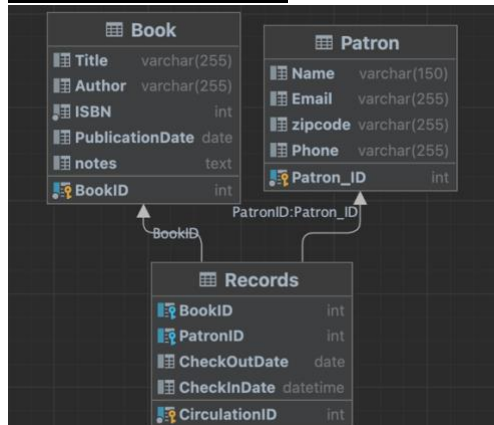 Book
Title varchar(255)
Author varchar(255)
ISBN int
PublicationDate date
notes text
BookID int
Patron
Name varchar(150)
Email varchar(255)
zipcode varchar(255)
Phone varchar(255)
Patron_ID int
BookID
PatronID:Patron_ID
Records
BookID int
PatronID int
CheckOutDate date
CheckInDate datetime
CirculationID int